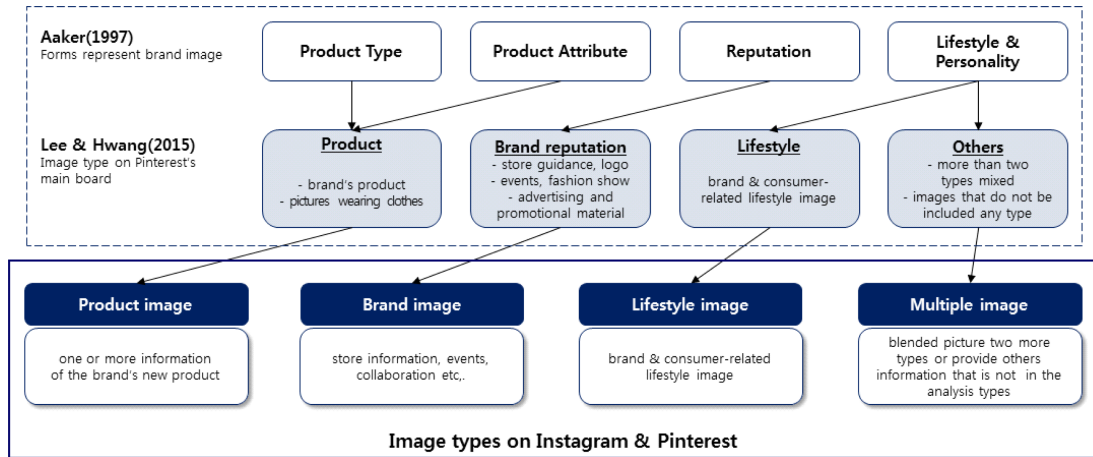 Aaker(1997)
Forms represent brand image
Product Type
Product Attribute
Reputation
Lifestyle &
Personality
Lee & Hwang(2015)
Image type on Pinterest's
main board
Product
- brand's product
- pictures wearing clothes
Brand reputation
- store guidance, logo
- events, fashion show
- advertising and
promotional material
Lifestyle
brand & consumer-
related lifestyle image
Others
- more than two
types mixed
- images that do not be
included any type
Product image
one or more information
of the brand's new product
Brand image
store information, events,
collaboration etc,.
Lifestyle image
brand & consumer-related
lifestyle image
Multiple image
blended picture two more
types or provide others
information that is not in the
analysis types
Image types on Instagram & Pinterest